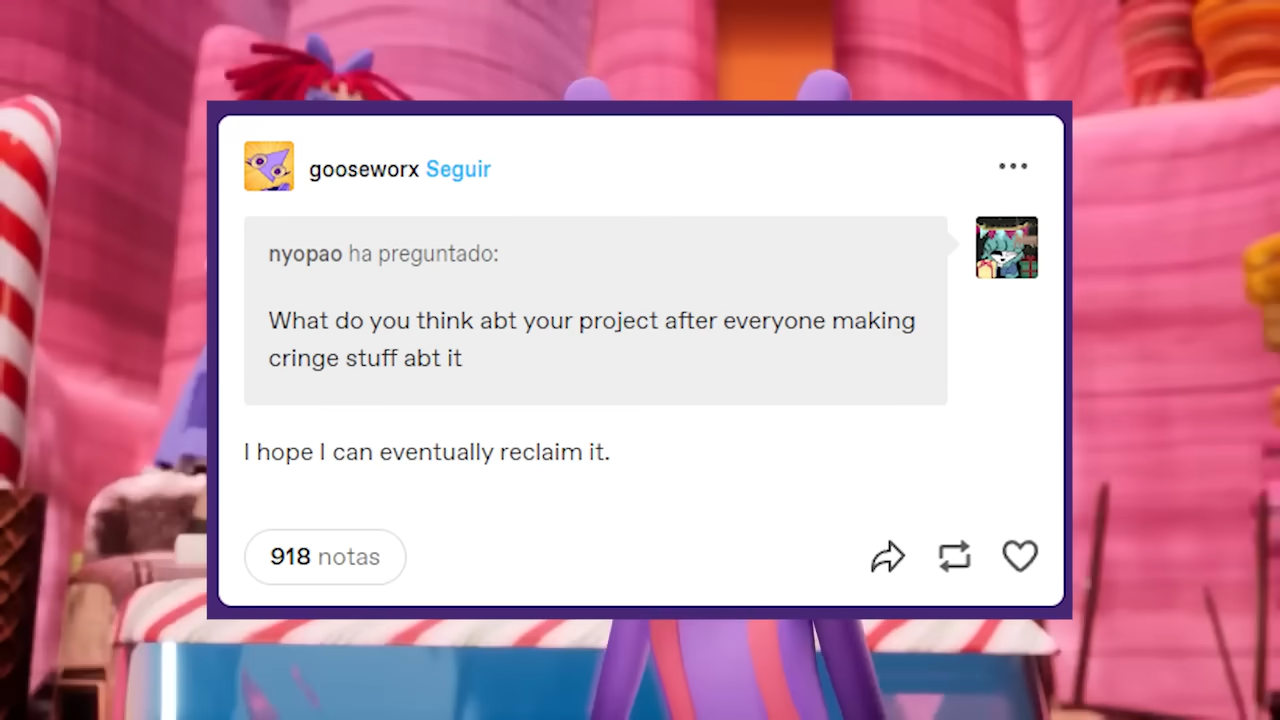 gooseworx Seguir
nyopao ha preguntado:
What do you think abt your project after everyone making
cringe stuff abt it
I hope I can eventually reclaim it.
918 notas